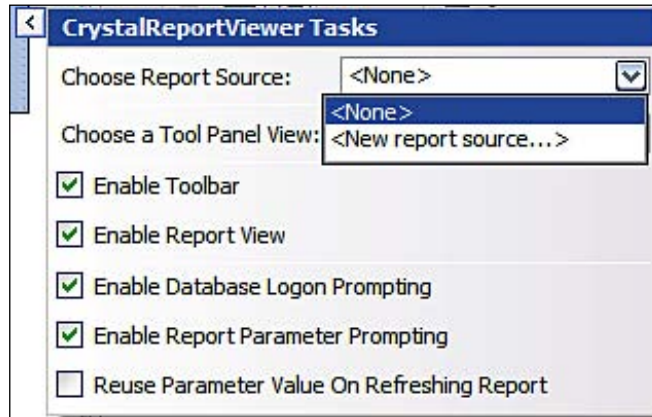 CrystalReportViewer Tasks
Choose Report Source: <None>
<None>
Choose a Tool Panel View: <New report source...>
Enable Toolbar
Enable Report View
Enable Database Logon Prompting
Enable Report Parameter Prompting
Reuse Parameter Value On Refreshing Report